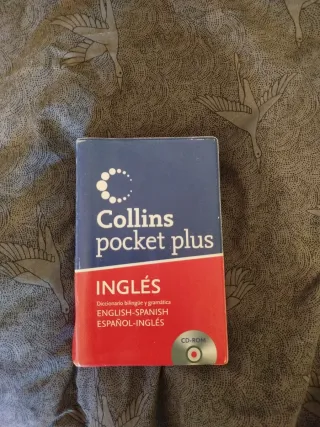 Collins
pocket plus
INGLÉS
Diccionario bilingüe y gramática
ENGLISH-SPANISH
ESPAÑOL-INGLÉS
CD-ROM